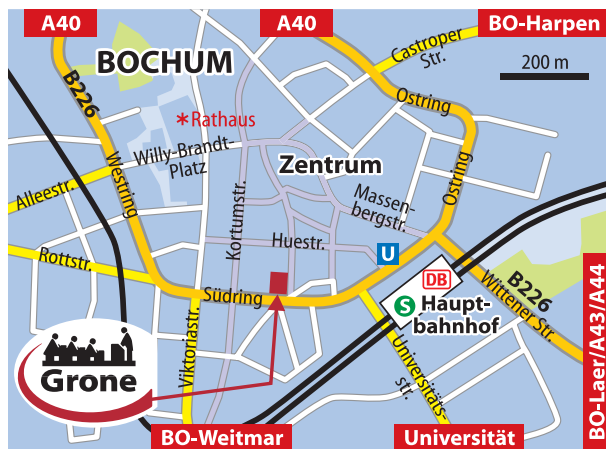 A40
A40
BO-Harpen
BOCHUM
Castroper
Str.
200 m
B226
Ostring
Rathaus
Willy-Brandt-
Platz
Zentrum
Ostring
Westring
Alleestr.
Kortumstr.
Massen-
bergstr.
Huestr.
U
Rottstr.
Südring
DB
S
Haupt-
bahnhof
B226
Wittener Str.
BO-Laer/A43/A44
Viktoriastr.
Universitäts-
str.
Grone
BO-Weitmar
Universität